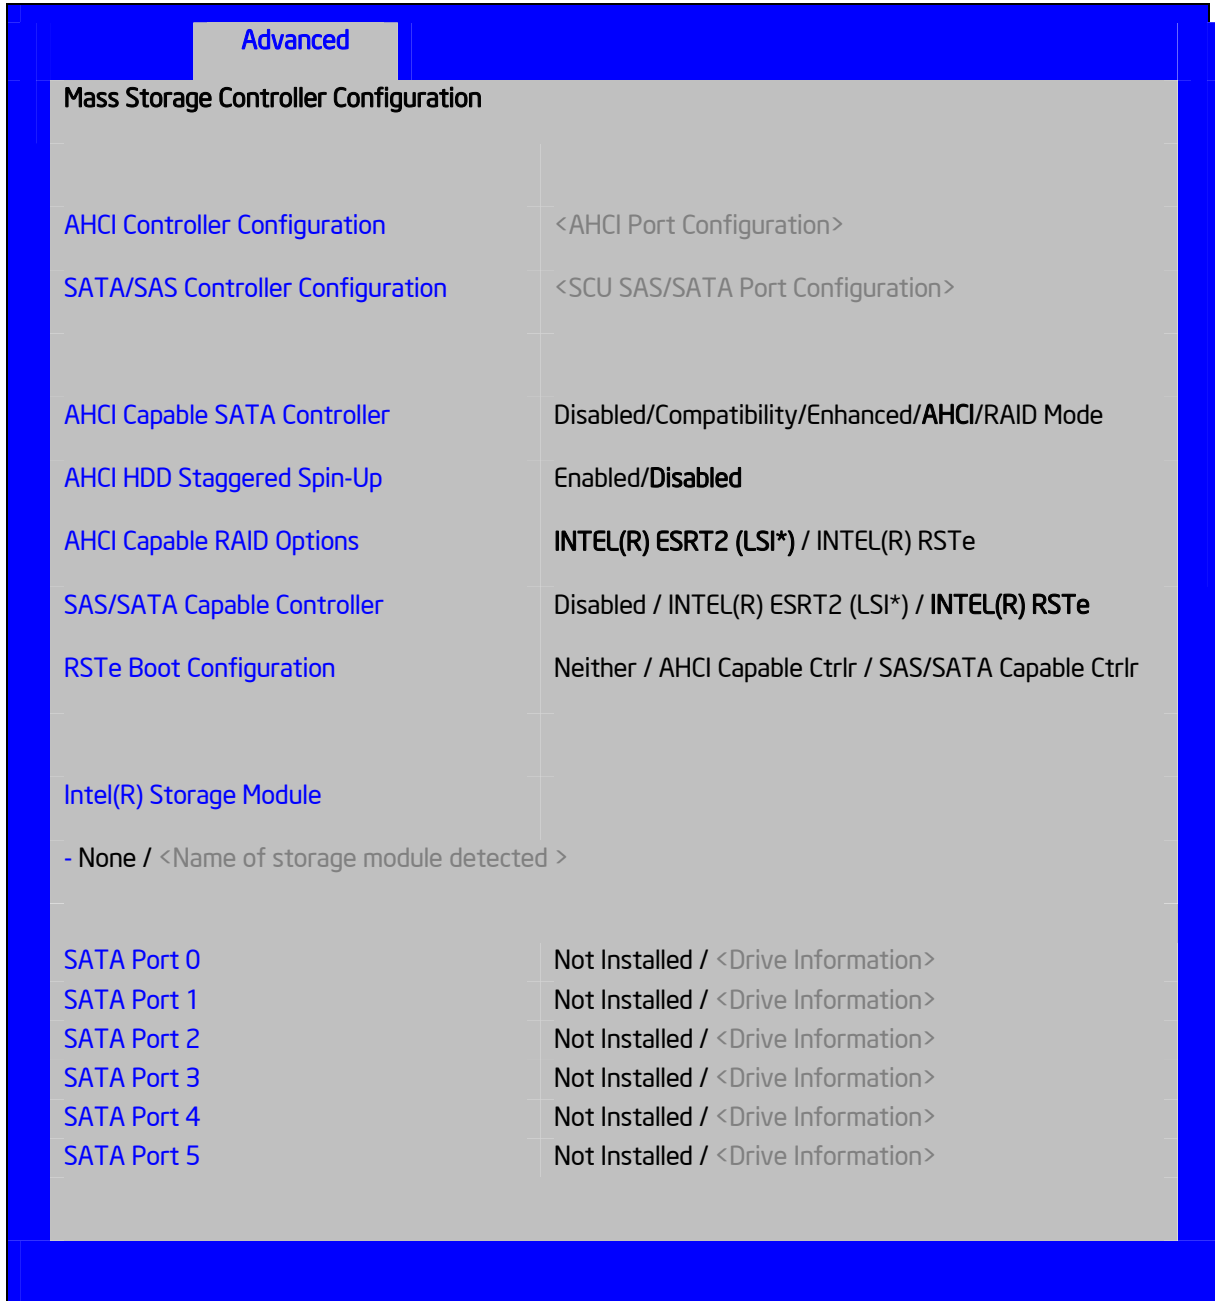 Advanced
Mass Storage Controller Configuration
AHCI Controller Configuration <AHCI Port Configuration>
SATA/SAS Controller Configuration <SCU SAS/SATA Port Configuration>
AHCI Capable SATA Controller Disabled/Compatibility/Enhanced/AHCI/RAID Mode
AHCI HDD Staggered Spin-Up Enabled/Disabled
AHCI Capable RAID Options INTEL(R) ESRT2 (LSI*) / INTEL(R) RSTe
SAS/SATA Capable Controller Disabled / INTEL(R) ESRT2 (LSI*) / INTEL(R) RSTe
RSTe Boot Configuration Neither / AHCI Capable Ctrlr / SAS/SATA Capable Ctrlr
Intel(R) Storage Module
- None / <Name of storage module detected >
SATA Port 0 Not Installed / <Drive Information>
SATA Port 1 Not Installed / <Drive Information>
SATA Port 2 Not Installed / <Drive Information>
SATA Port 3 Not Installed / <Drive Information>
SATA Port 4 Not Installed / <Drive Information>
SATA Port 5 Not Installed / <Drive Information>